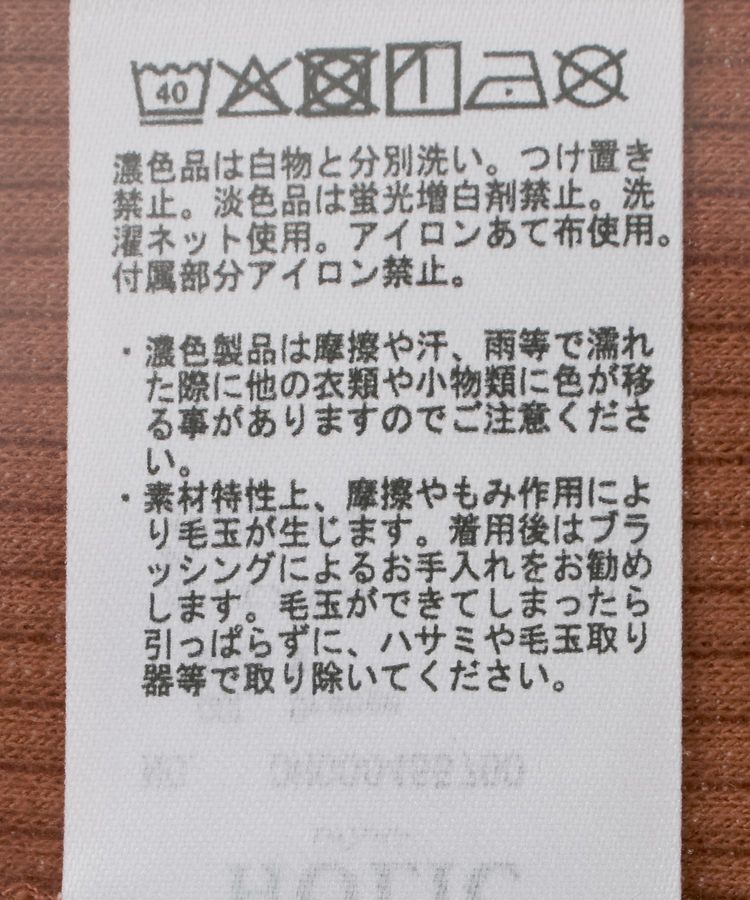 40
濃色品は白物と分別洗い。つけ置き
禁止。淡色品は蛍光増白剤禁止。洗
濯ネット使用。アイロンあて布使用。
付属部分アイロン禁止。
・濃色製品は摩擦や汗、雨等で濡れ
た際に他の衣類や小物類に色が移
る事がありますのでご注意くださ
い。
・素材特性上、摩擦やもみ作用によ
り毛玉が生じます。着用後はブラ
ッシングによるお手入れをお勧め
します。毛玉ができてしまったら
引っぱらずに、ハサミや毛玉取り
器等で取り除いてください。